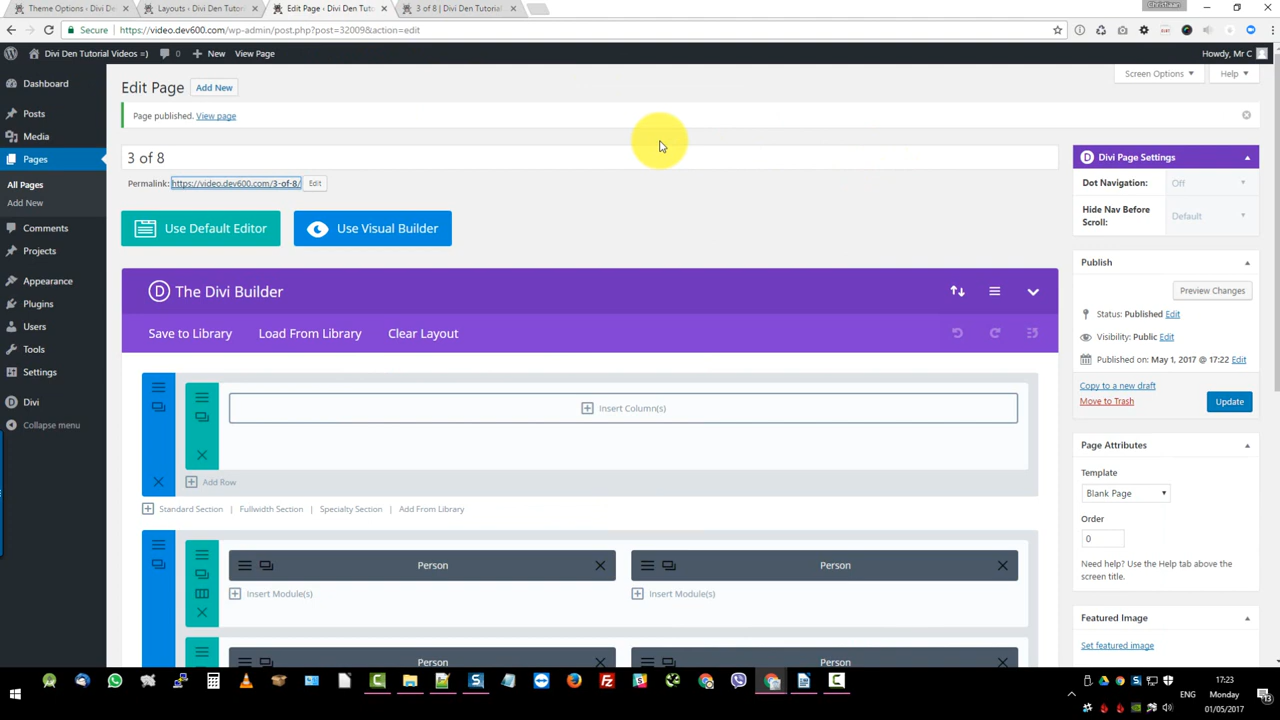 Theme Options ‹ Divi De
Layouts ‹ Divi Den Tutori
Edit Page ‹ Divi Den Tut
3 of 8 | Divi Den Tutorial
Christiaan
Secure
https://video.dev600.com/wp-admin/post.php?post=32009&action=edit
Divi Den Tutorial Videos =)
0
New
View Page
Howdy, Mr C
Dashboard
Posts
Media
Pages
All Pages
Add New
Comments
Projects
Appearance
Plugins
Users
Tools
Settings
Divi
Collapse menu
Edit Page
Add New
Screen Options
Help
Page published. View page
3 of 8
Permalink: https://video.dev600.com/3-of-8/ Edit
Use Default Editor
Use Visual Builder
The Divi Builder
Save to Library
Load From Library
Clear Layout
Insert Column(s)
Add Row
Standard Section | Fullwidth Section | Specialty Section | Add From Library
Person
Person
Insert Module(s)
Insert Module(s)
Person
Person
Divi Page Settings
Dot Navigation:
Off
Hide Nav Before
Scroll:
Default
Publish
Preview Changes
Status: Published Edit
Visibility: Public Edit
Published on: May 1, 2017 @ 17:22 Edit
Copy to a new draft
Move to Trash
Update
Page Attributes
Template
Blank Page
Order
0
Need help? Use the Help tab above the
screen title.
Featured Image
Set featured image
17:23
ENG
Monday
01/05/2017